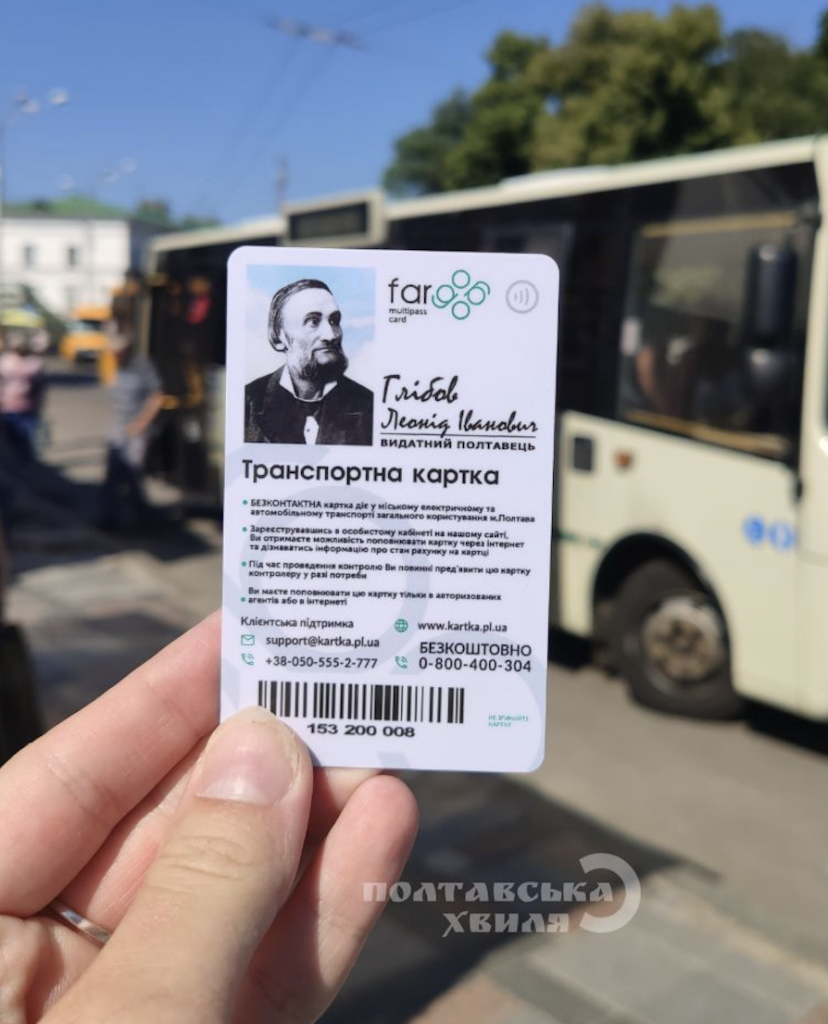 fargo
multipass
card
Глібов
Леонід Іванович
ВИДАТНИЙ ПОЛТАВЕЦЬ
Транспортна картка
• БЕЗКОНТАКТНА картка діє у міському електричному та
автомобільному транспорті загального користування м.Полтава
• Зареєструвавшись в особистому кабінеті на нашому сайті,
Ви отримаєте можливість поповнювати картку через інтернет
та дізнаватись інформацію про стан рахунку на картці
• Під час проведення контролю Ви повинні пред'явити цю картку
контролеру у разі потреби
Ви маєте поповнювати цю картку тільки в авторизованих
• агентів або в інтернеті
Клієнтська підтримка
www.kartka.pl.ua
support@kartka.pl.ua
БЕЗКОШТОВНО
+38-050-555-2-777
0-800-400-304
153 200 008
НЕ ЗГИНАЙТЕ
КАРТКУ
ПОЛТАВСЬКА
ХВИЛЯ